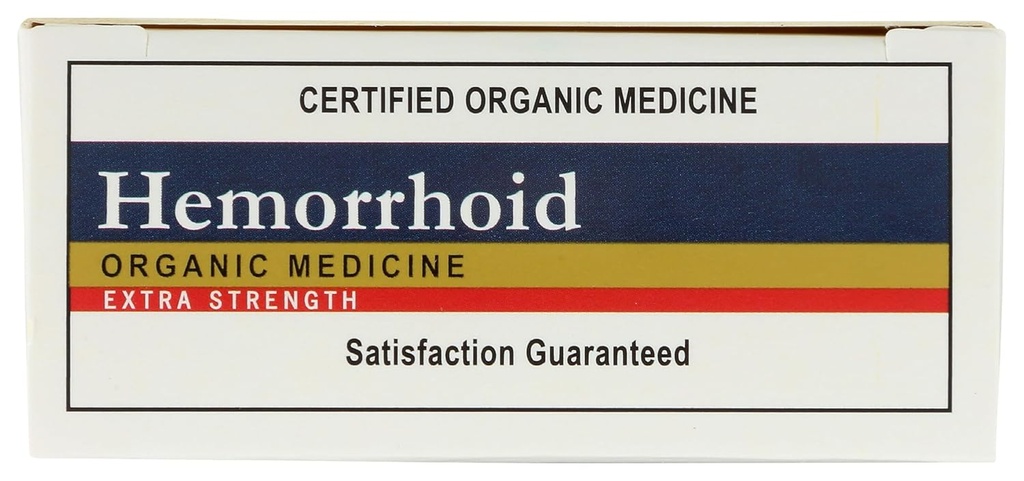 CERTIFIED ORGANIC MEDICINE
Hemorrhoid
ORGANIC MEDICINE
EXTRA STRENGTH
Satisfaction Guaranteed